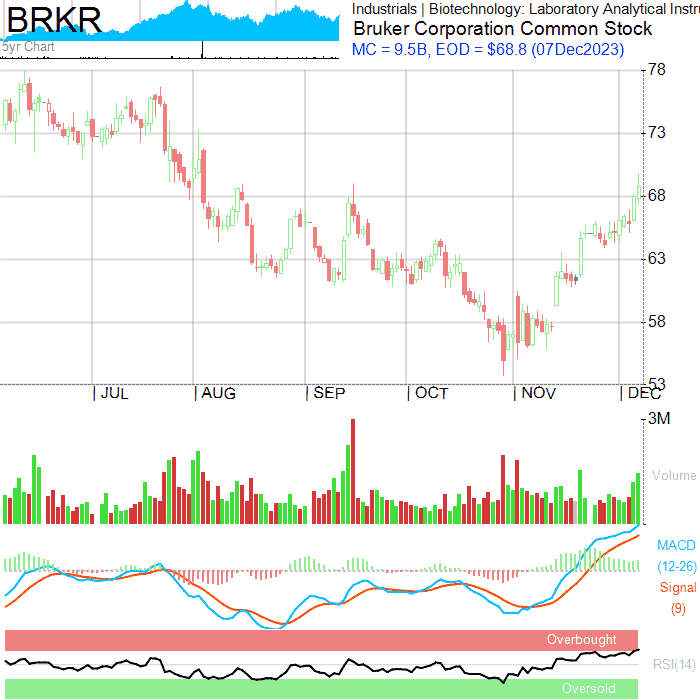 BRKR
5yr Chart
Industrials | Biotechnology: Laboratory Analytical Instru
Bruker Corporation Common Stock
MC = 9.5B, EOD = $68.8 (07Dec2023)
78
73
68
63
58
53
JUL
AUG
SEP
OCT
NOV
DEC
3M
Volume
MACD
(12-26)
Signal
(9)
Overbought
RSI(14)
Oversold